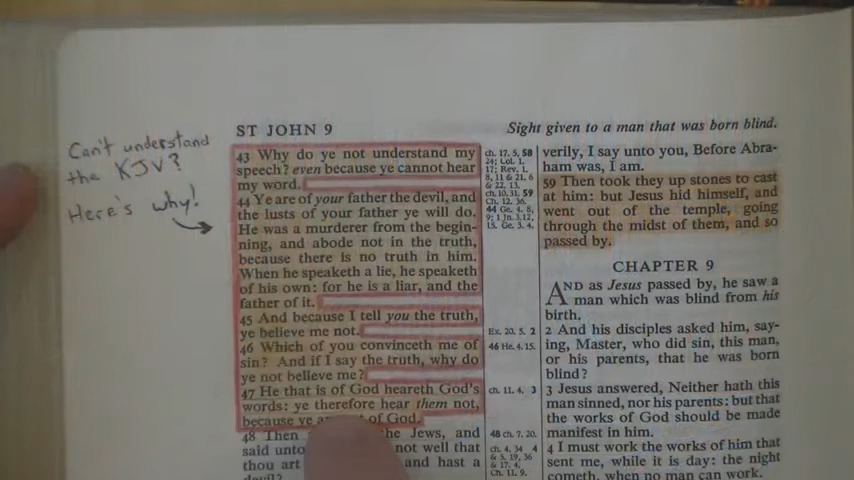 Can't understand
the KJV?
Here's why!
ST JOHN 9
43 Why do ye not understand my
speech? even because ye cannot hear
my word.
44 Ye are of your father the devil, and
the lusts of your father ye will do.
He was a murderer from the begin-
ning, and abode not in the truth,
because there is no truth in him.
When he speaketh a lie, he speaketh
of his own: for he is a liar, and the
father of it.
45 And because I tell you the truth,
ye believe me not.
46 Which of you convinceth me of
sin? And if I say the truth, why do
ye not believe me?
47 He that is of God heareth God's
words: ye therefore hear them not,
because ye of God.
48 Then the Jews, and
said unto not well that
thou art and hast a
ch. 17. 5, 58
24; Col. 1.
17; Rev. 1.
8, 11 & 21. 6
& 22. 13.
ch. 10. 31, 59
Ch. 12. 36.
44 Ge. 4. 8,
9; 1 Jn. 3.12,
15. Ge. 3. 4.
Ex. 20. 5. 2
46 He. 4. 15.
ch. 11. 4. 3
48 ch. 7. 20.
ch. 4. 34 4
& 5. 19, 36
& 17. 4.
Ch. 11. 9.
Sight given to a man that was born blind.
verily, I say unto you, Before Abra-
ham was, I am.
59 Then took they up stones to cast
at him: but Jesus hid himself, and
went out of the temple, going
through the midst of them, and so
passed by.
CHAPTER 9
AND as Jesus passed by, he saw a
man which was blind from his
birth.
2 And his disciples asked him, say-
ing, Master, who did sin, this man,
or his parents, that he was born
blind?
3 Jesus answered, Neither hath this
man sinned, nor his parents: but that
the works of God should be made
manifest in him.
4 I must work the works of him that
sent me, while it is day: the night
cometh, when no man can work.